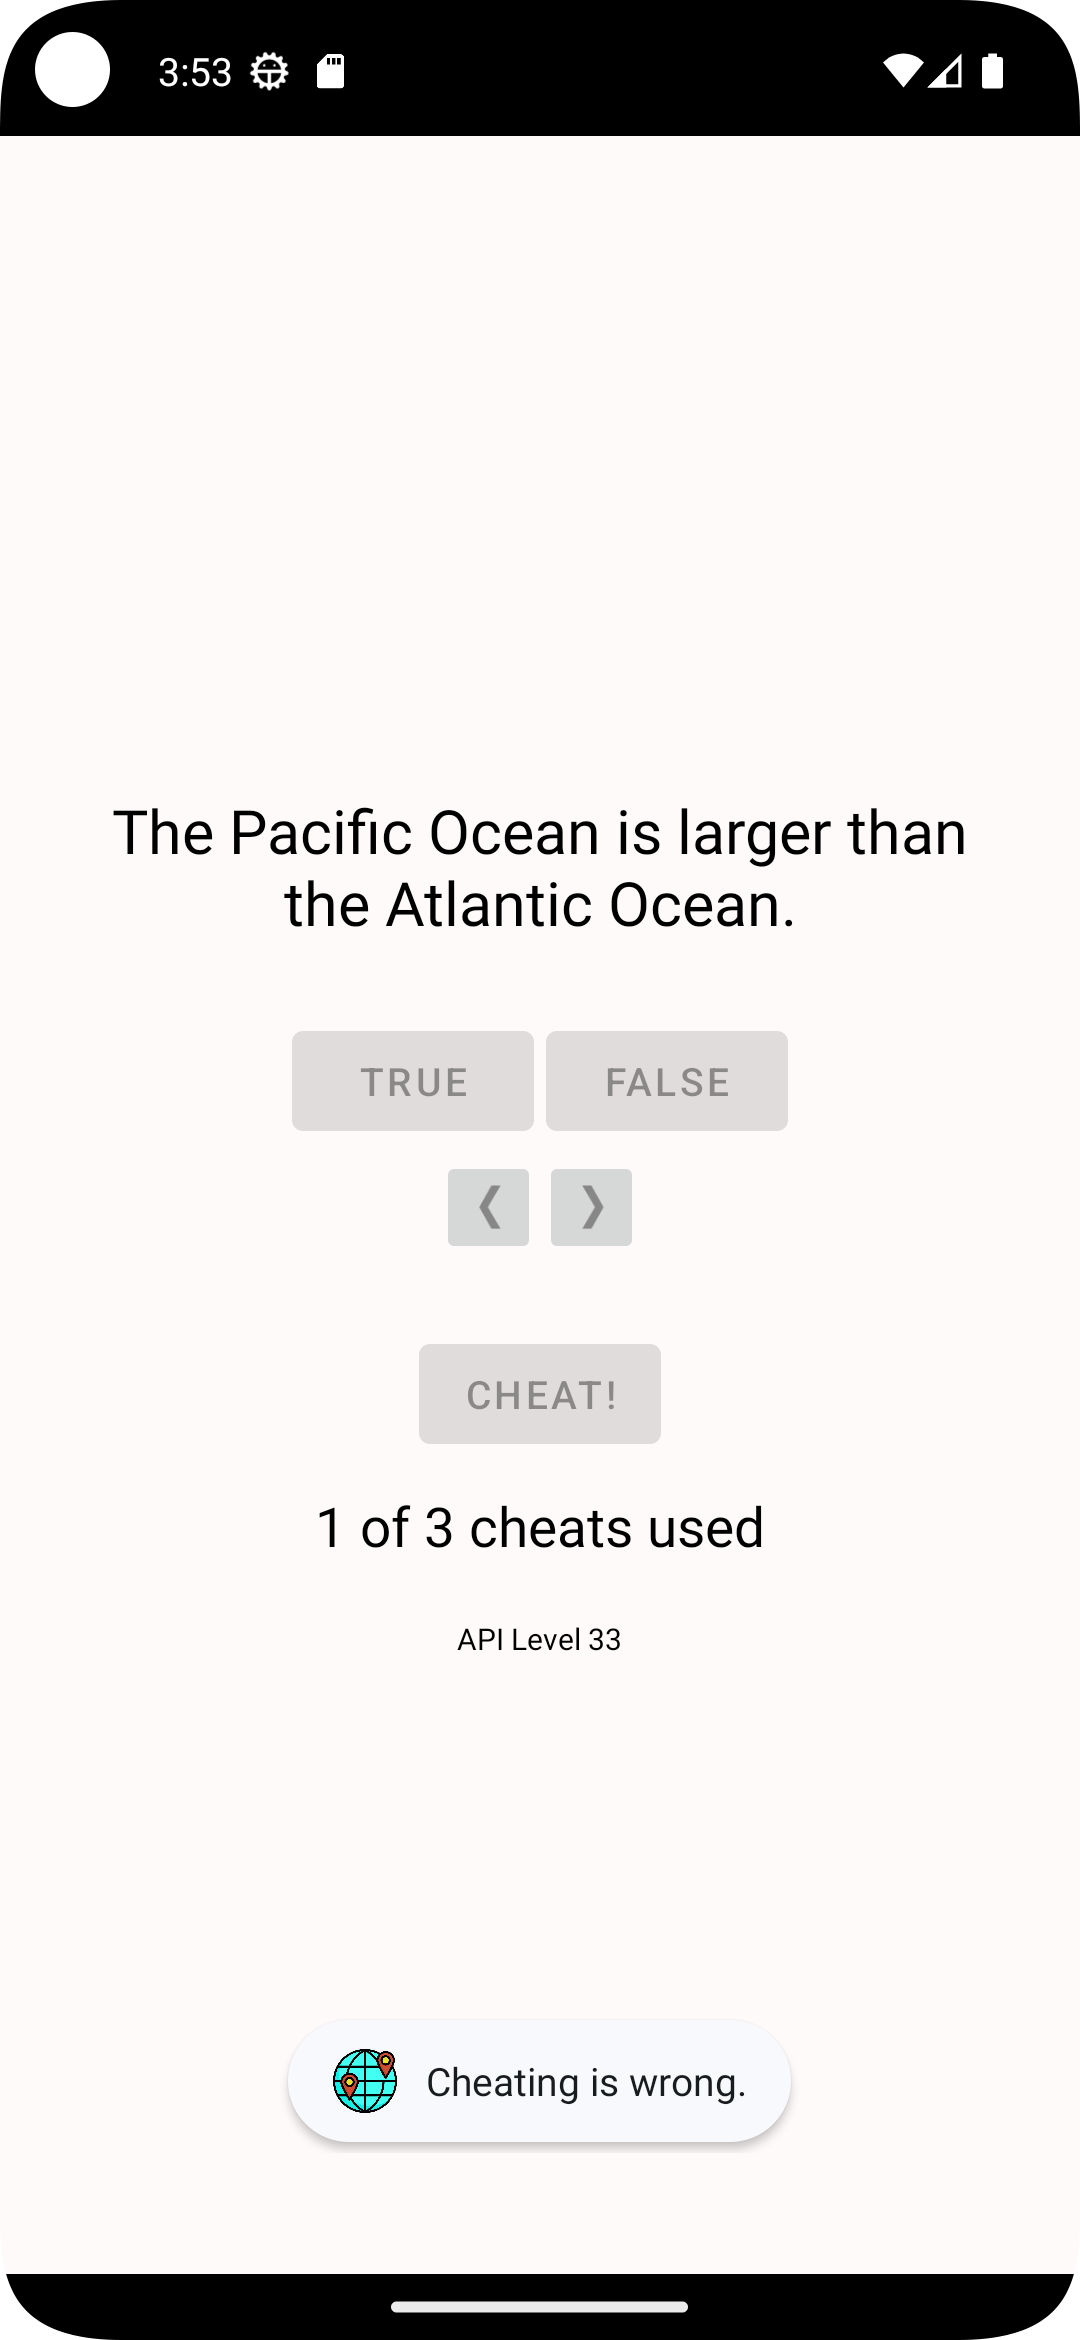 3:53
The Pacific Ocean is larger than
the Atlantic Ocean.
TRUE FALSE
CHEAT!
1 of 3 cheats used
API Level 33
Cheating is wrong.